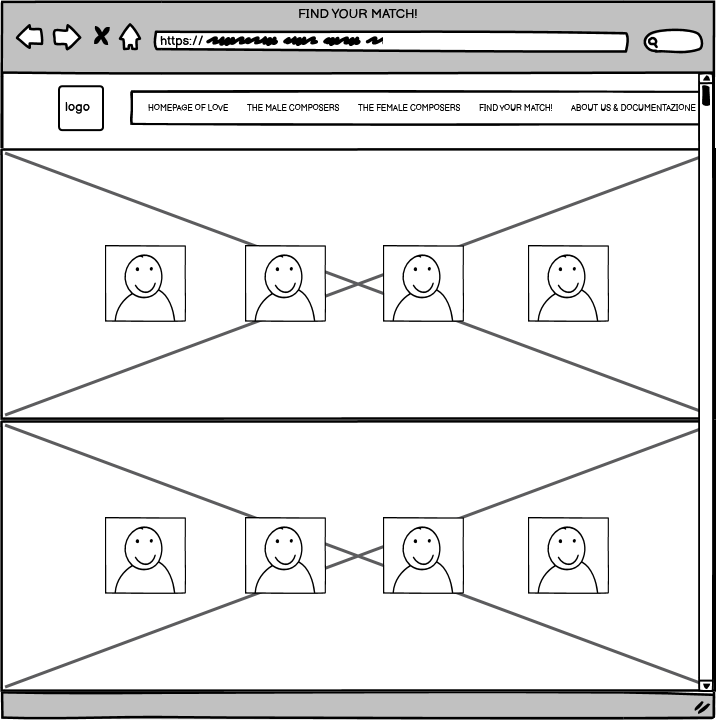 FIND YOUR MATCH!
https://
logo
HOMEPAGE OF LOVE THE MALE COMPOSERS THE FEMALE COMPOSERS FIND YOUR MATCH! ABOUT US & DOCUMENTAZIONE